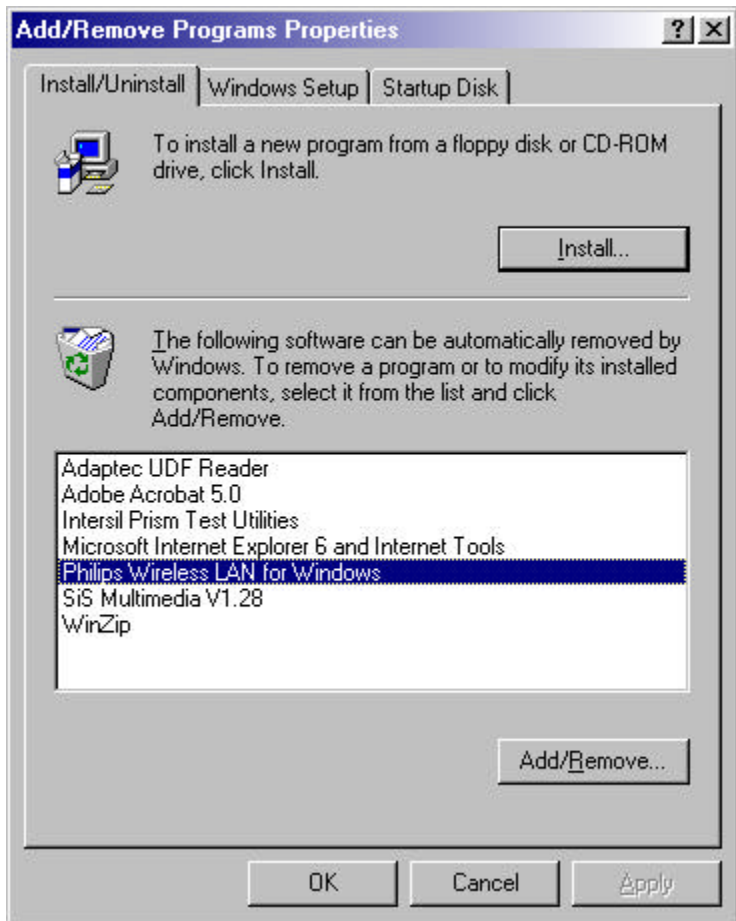 Add/Remove Programs Properties
Install/Uninstall
Windows Setup
Startup Disk
To install a new program from a floppy disk or CD-ROM
drive, click Install.
Install...
The following software can be automatically removed by
Windows. To remove a program or to modify its installed
components, select it from the list and click
Add/Remove.
Adaptec UDF Reader
Adobe Acrobat 5.0
Intersil Prism Test Utilities
Microsoft Internet Explorer 6 and Internet Tools
Philips Wireless LAN for Windows
SiS Multimedia V1.28
WinZip
Add/Remove...
OK
Cancel
Apply